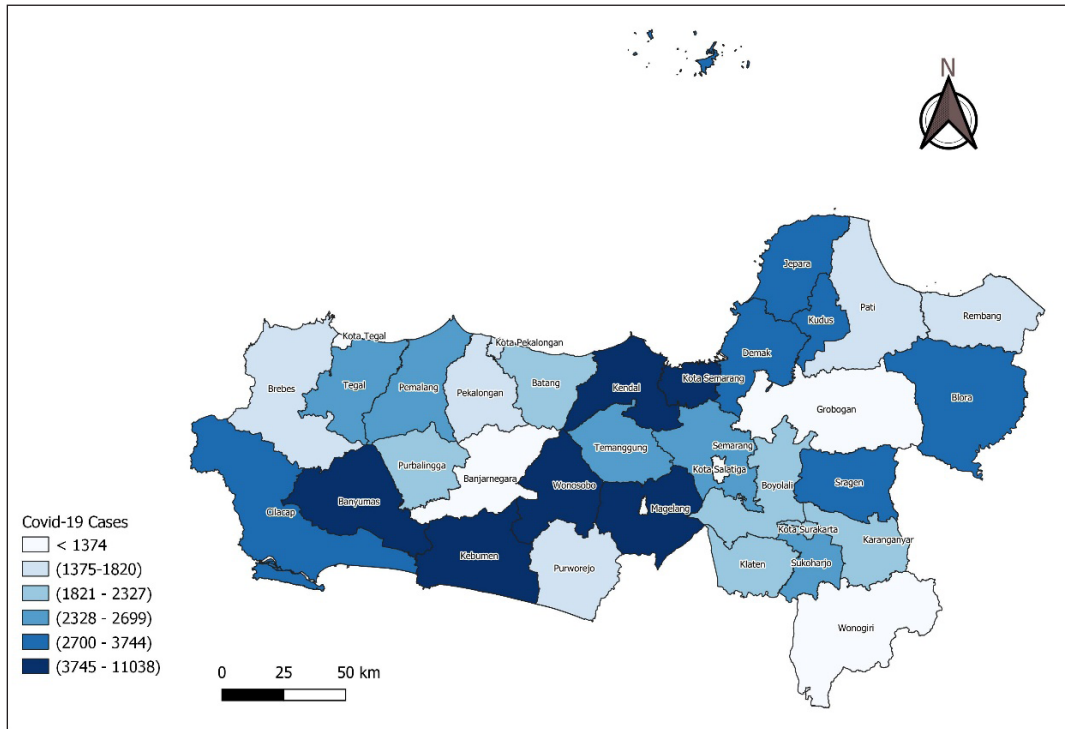 N
Jepara
Pati
Kudus
Rembang
Kota Tegal
Kota Pekalongan
Demak
Brebes
Tegal
Pemalang
Pekalongan
Batang
Kendal
Kota Semarang
Blora
Grobogan
Temanggung
Semarang
Purbalingga
Banjarnegara
Kota Salatiga
Wonosobo
Boyolali
Sragen
Banyumas
Magelang
Cilacap
Kota Surakarta
Karanganyar
Kebumen
Purworejo
Klaten
Sukoharjo
Wonogiri
Covid-19 Cases
< 1374
(1375-1820)
(1821 - 2327)
(2328 - 2699)
(2700 - 3744)
(3745 - 11038)
0 25 50 km